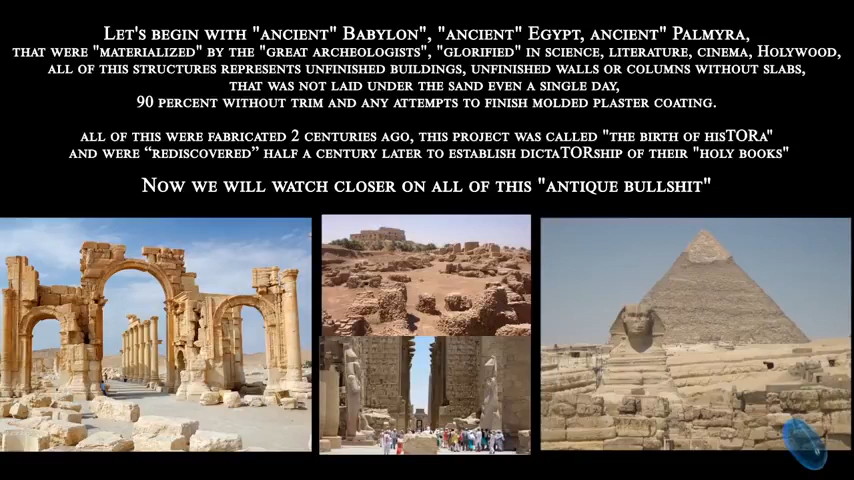 Let's begin with "ancient" Babylon", "ancient" Egypt, ancient" Palmyra,
that were "materialized" by the "great archeologists", "glorified" in science, literature, cinema, Holywood,
all of this structures represents unfinished buildings, unfinished walls or columns without slabs,
that was not laid under the sand even a single day,
90 percent without trim and any attempts to finish molded plaster coating.
all of this were fabricated 2 centuries ago, this project was called "the birth of hisTORa"
and were “rediscovered” half a century later to establish dictaTORship of their "holy books"
Now we will watch closer on all of this "antique bullshit"